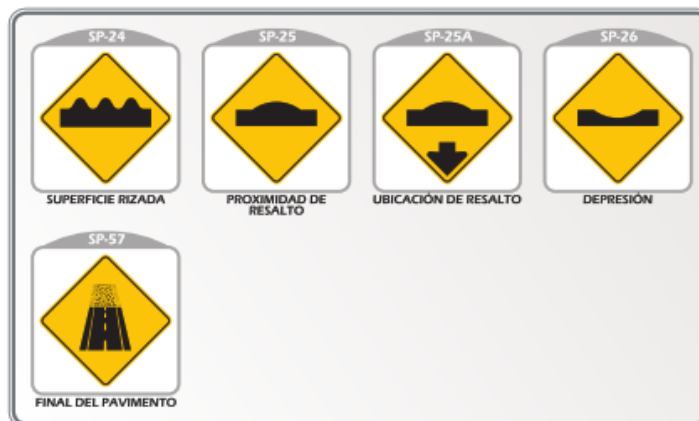 SP-24
SP-25
SP-25A
SP-26
SUPERFICIE RIZADA
PROXIMIDAD DE
RESALTO
UBICACIÓN DE RESALTO
DEPRESIÓN
SP-57
FINAL DEL PAVIMENTO